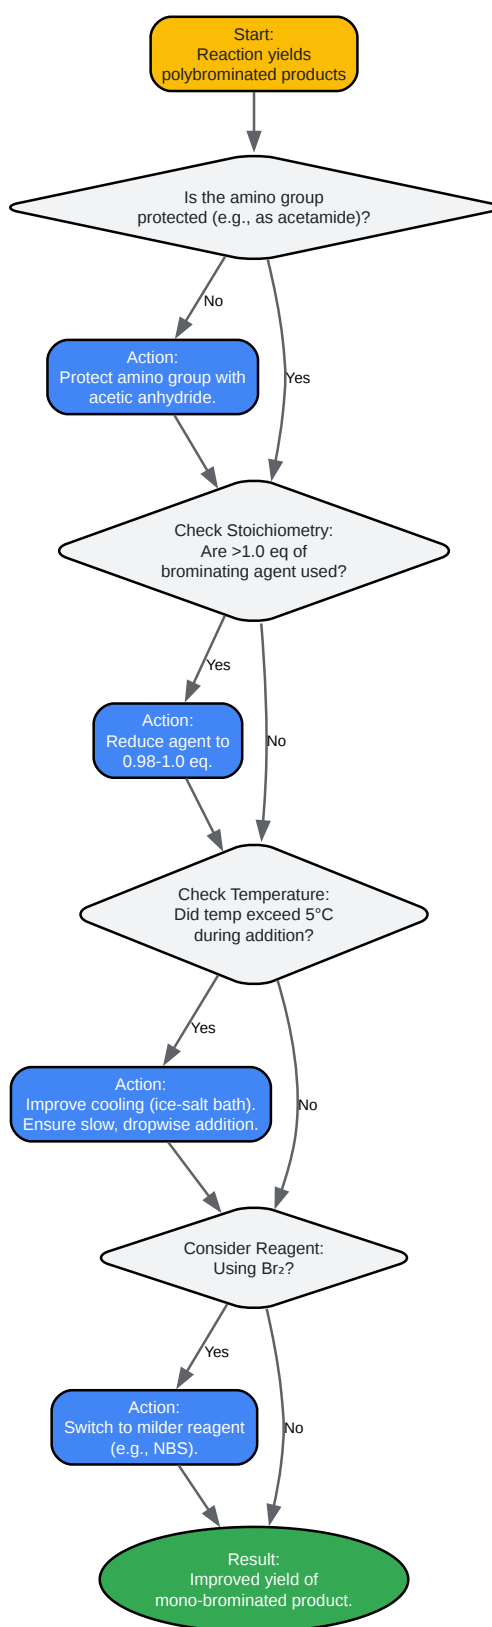 Start:
Reaction yields
polybrominated products
Is the amino group
protected (e.g., as acetamide)?
No
Yes
Action:
Protect amino group with
acetic anhydride.
Check Stoichiometry:
Are >1.0 eq of
brominating agent used?
Yes
No
Action:
Reduce agent to
0.98-1.0 eq.
Check Temperature:
Did temp exceed 5°C
during addition?
Yes
No
Action:
Improve cooling (ice-salt bath).
Ensure slow, dropwise addition.
Consider Reagent:
Using Br₂?
Yes
No
Action:
Switch to milder reagent
(e.g., NBS).
Result:
Improved yield of
mono-brominated product.